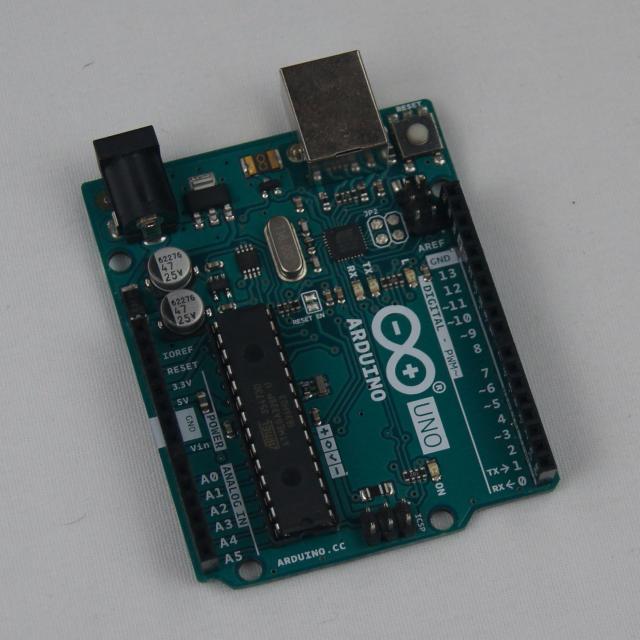 RESET
JP2
AREF
GND
13
12
~11
~10
~9
8
7
~6
~5
4
~3
2
TX→ 1
RX← 0
DIGITAL - PWM~
L
TX
RX
62276
47
25V
62276
47
25V
RESET EN
ARDUINO
®
UNO
IOREF
RESET
3.3V
5V
GND
Vin
POWER
ANALOG IN
A0
A1
A2
A3
A4
A5
ON
ICSP
ARDUINO.CC